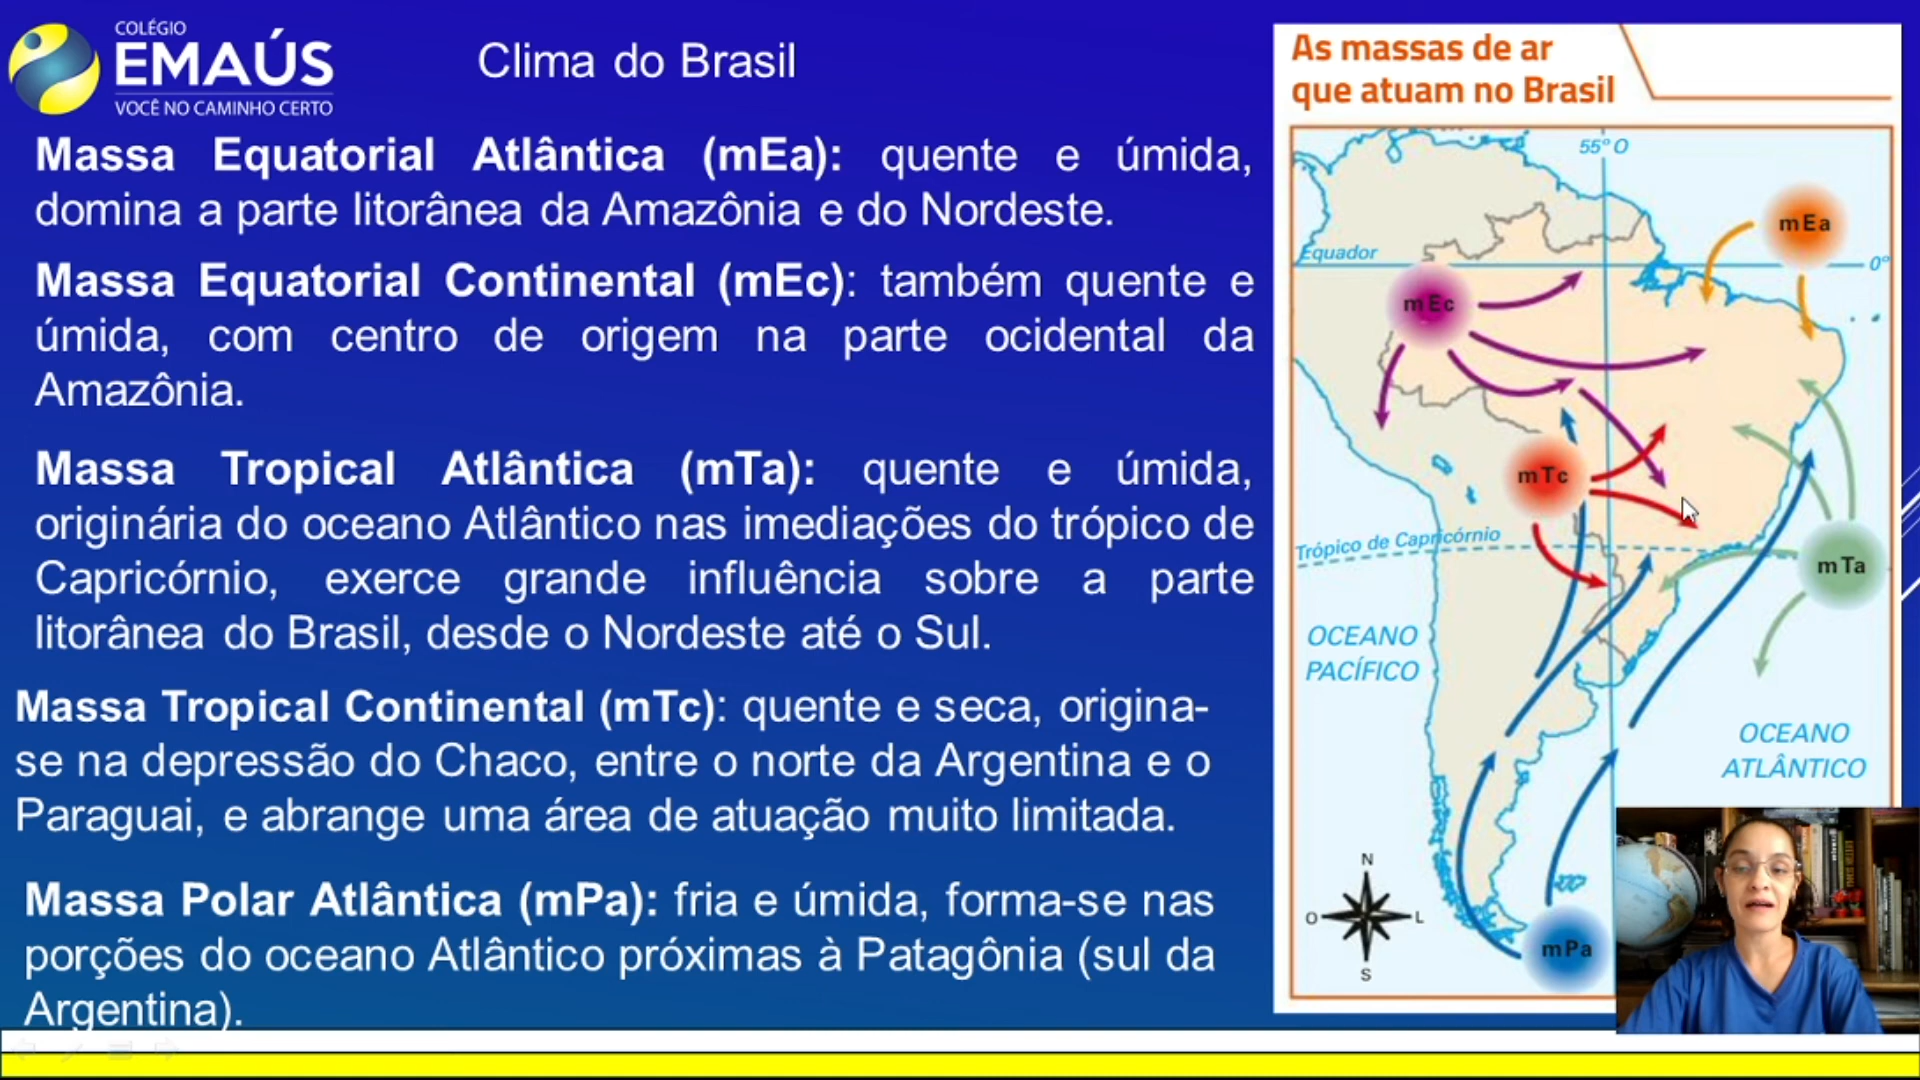 COLÉGIO
EMAÚS
VOCÊ NO CAMINHO CERTO
Clima do Brasil
Massa Equatorial Atlântica (mEa): quente e úmida,
domina a parte litorânea da Amazônia e do Nordeste.
Massa Equatorial Continental (mEc): também quente e
úmida, com centro de origem na parte ocidental da
Amazônia.
Massa Tropical Atlântica (mTa): quente e úmida,
originária do oceano Atlântico nas imediações do trópico de
Capricórnio, exerce grande influência sobre a parte
litorânea do Brasil, desde o Nordeste até o Sul.
Massa Tropical Continental (mTc): quente e seca, origina-
se na depressão do Chaco, entre o norte da Argentina e o
Paraguai, e abrange uma área de atuação muito limitada.
Massa Polar Atlântica (mPa): fria e úmida, forma-se nas
porções do oceano Atlântico próximas à Patagônia (sul da
Argentina).
As massas de ar
que atuam no Brasil
55° O
mEa
Equador
0°
mEc
mTc
Trópico de Capricórnio
mTa
OCEANO
PACÍFICO
OCEANO
ATLÂNTICO
N
O
L
S
mPa